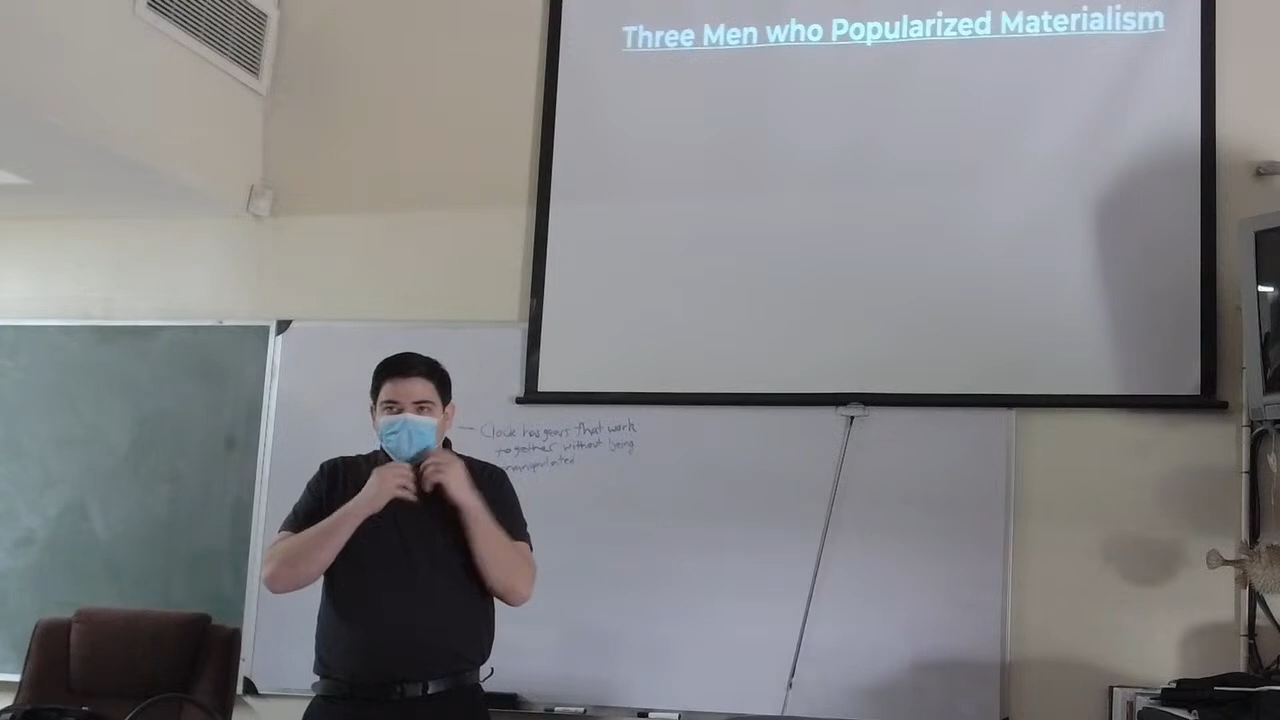 Three Men who Popularized Materialism
Clock has gears that work
together without being
manipulated